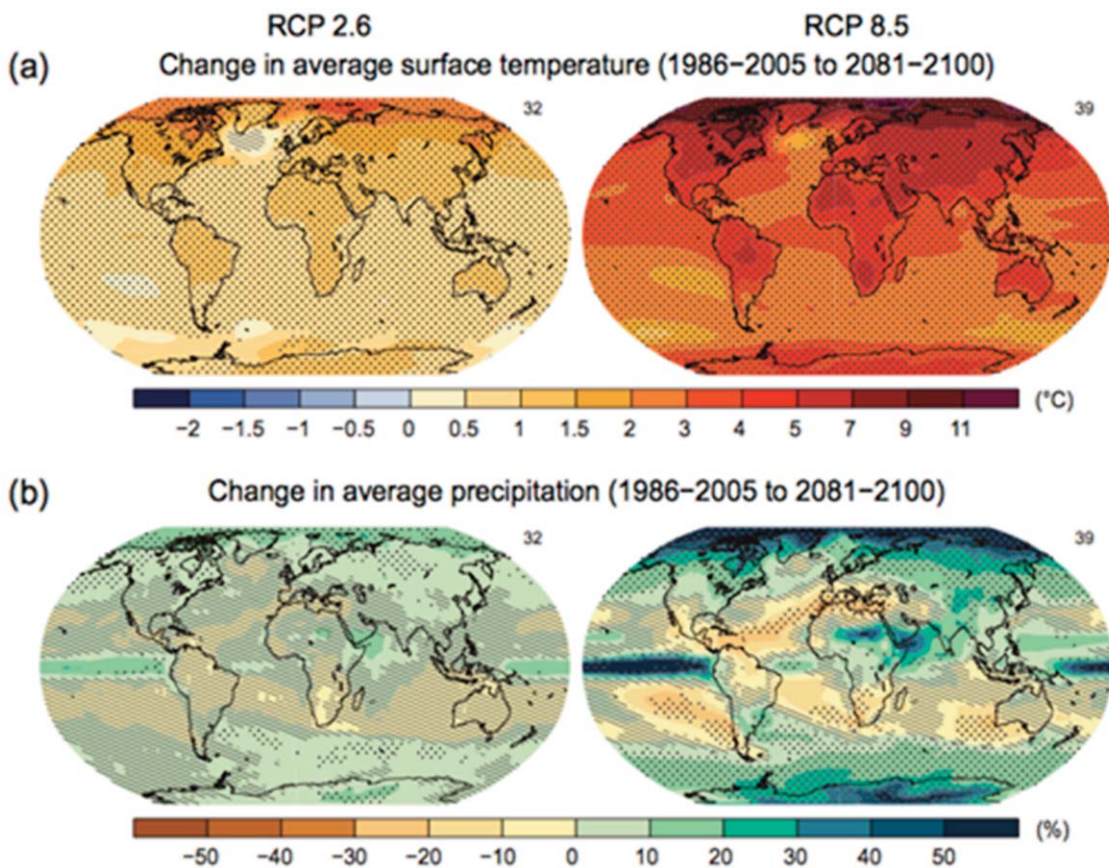 RCP 2.6 RCP 8.5
(a) Change in average surface temperature (1986−2005 to 2081−2100)
32 39
−2 −1.5 −1 −0.5 0 0.5 1 1.5 2 3 4 5 7 9 11 (°C)
(b) Change in average precipitation (1986−2005 to 2081−2100)
32 39
−50 −40 −30 −20 −10 0 10 20 30 40 50 (%)